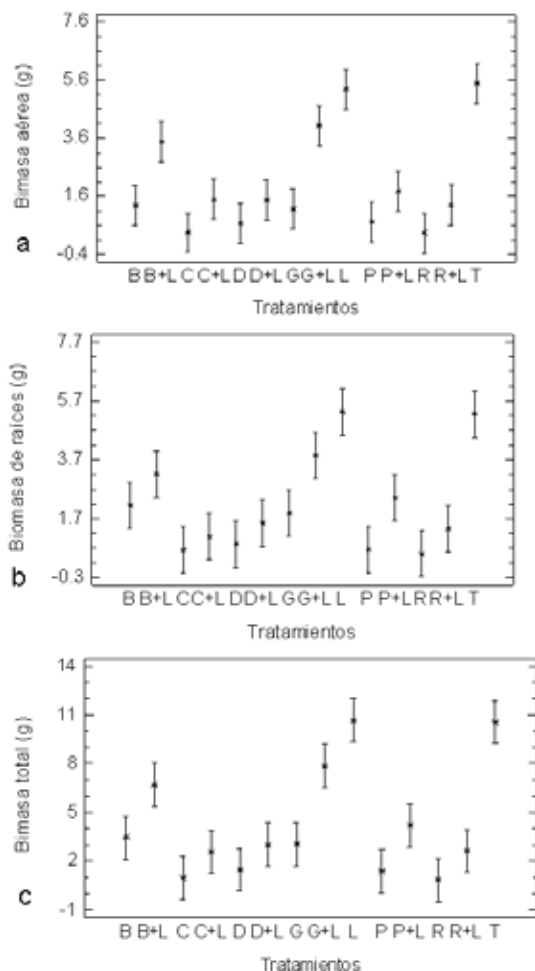 7.6
5.6
3.6
1.6
-0.4
Bimasa aérea (g)
a
B B+L C C+L D D+L G G+L L P P+L R R+L T
Tratamientos
7.7
5.7
3.7
1.7
-0.3
Biomasa de raíces (g)
b
B B+L C C+L D D+L G G+L L P P+L R R+L T
Tratamientos
14
11
8
5
2
-1
Bimasa total (g)
c
B B+L C C+L D D+L G G+L L P P+L R R+L T
Tratamientos